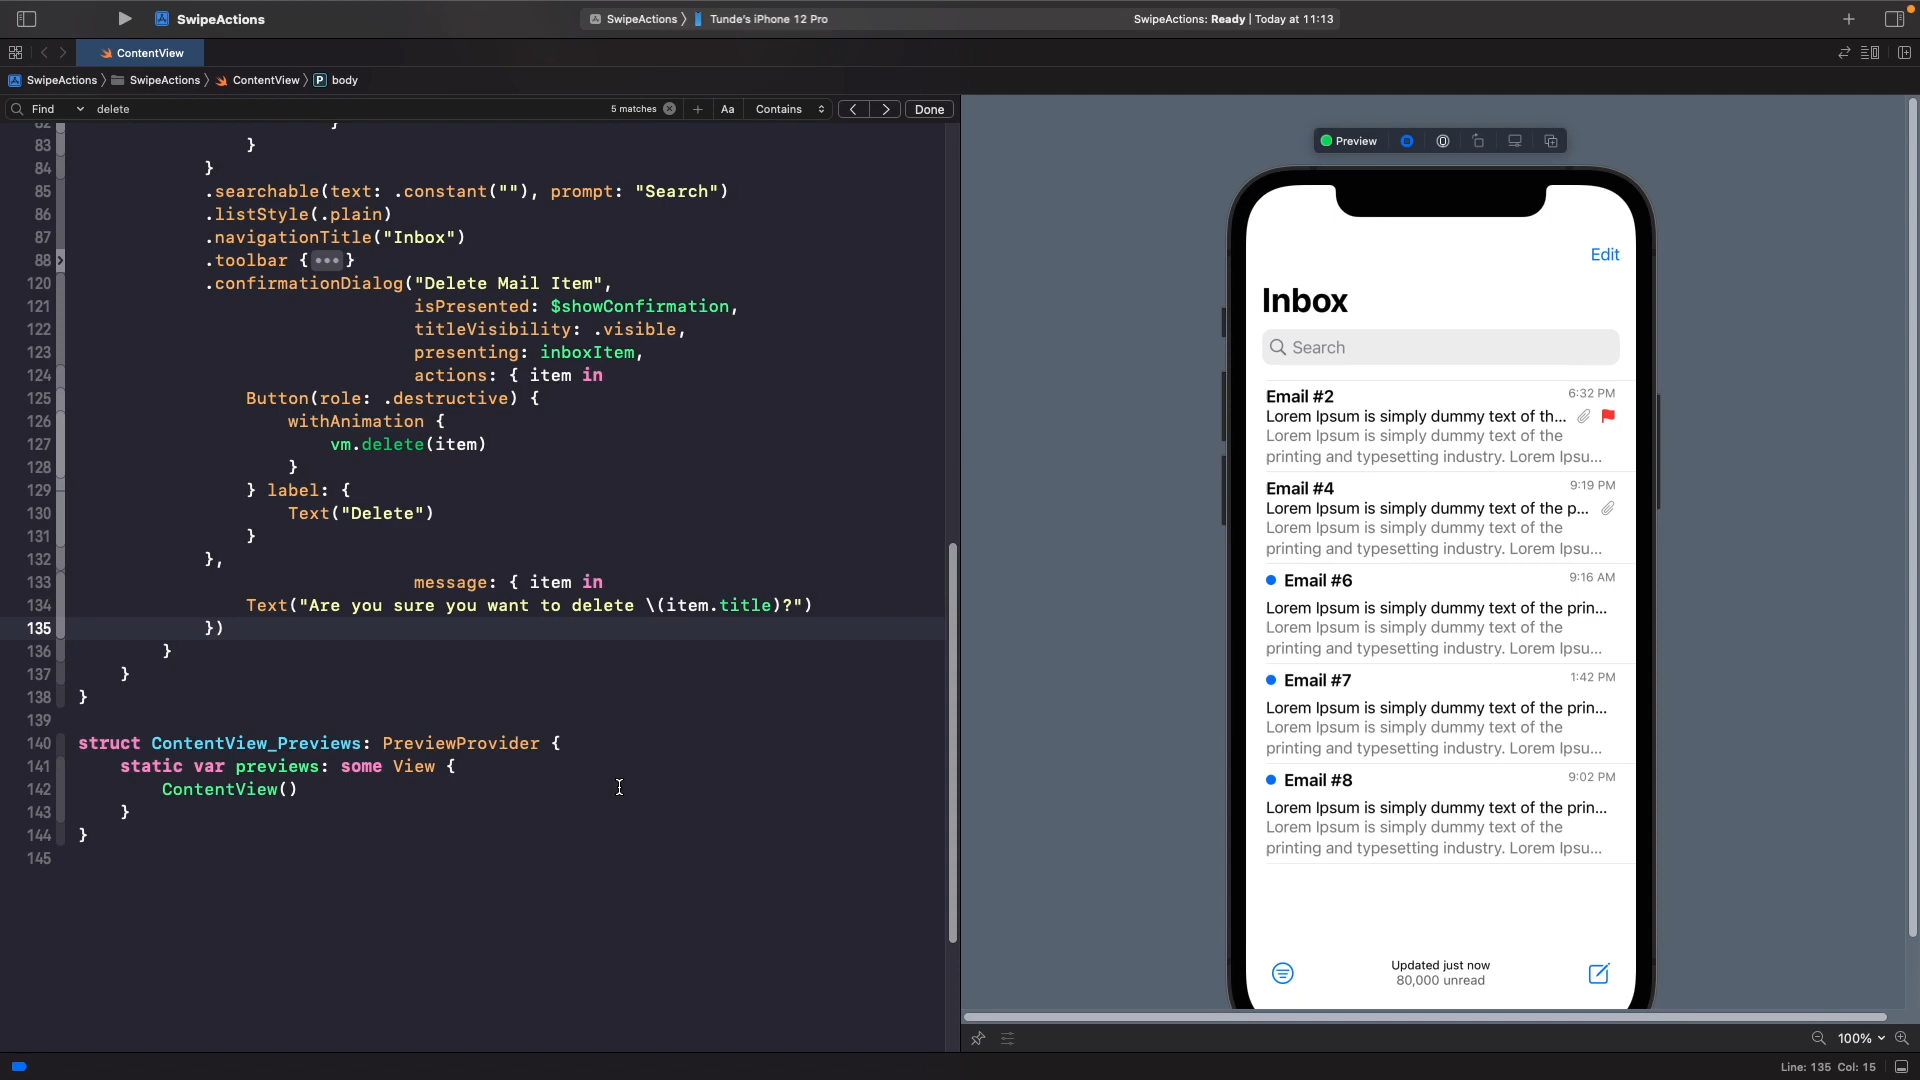 SwipeActions
SwipeActions 〉 Tunde's iPhone 12 Pro
SwipeActions: Ready | Today at 11:13
ContentView
SwipeActions 〉 SwipeActions 〉 ContentView 〉 P body
Find delete 5 matches Aa Contains Done
82 }
83 }
84 }
85 .searchable(text: .constant(""), prompt: "Search")
86 .listStyle(.plain)
87 .navigationTitle("Inbox")
88 .toolbar {•••}
120 .confirmationDialog("Delete Mail Item",
121 isPresented: $showConfirmation,
122 titleVisibility: .visible,
123 presenting: inboxItem,
124 actions: { item in
125 Button(role: .destructive) {
126 withAnimation {
127 vm.delete(item)
128 }
129 } label: {
130 Text("Delete")
131 }
132 },
133 message: { item in
134 Text("Are you sure you want to delete \(item.title)?")
135 })
136 }
137 }
138 }
139
140 struct ContentView_Previews: PreviewProvider {
141 static var previews: some View {
142 ContentView()
143 }
144 }
145
Preview
Edit
Inbox
Search
Email #2 6:32 PM
Lorem Ipsum is simply dummy text of th...
Lorem Ipsum is simply dummy text of the
printing and typesetting industry. Lorem Ipsu...
Email #4 9:19 PM
Lorem Ipsum is simply dummy text of the p...
Lorem Ipsum is simply dummy text of the
printing and typesetting industry. Lorem Ipsu...
Email #6 9:16 AM
Lorem Ipsum is simply dummy text of the prin...
Lorem Ipsum is simply dummy text of the
printing and typesetting industry. Lorem Ipsu...
Email #7 1:42 PM
Lorem Ipsum is simply dummy text of the prin...
Lorem Ipsum is simply dummy text of the
printing and typesetting industry. Lorem Ipsu...
Email #8 9:02 PM
Lorem Ipsum is simply dummy text of the prin...
Lorem Ipsum is simply dummy text of the
printing and typesetting industry. Lorem Ipsu...
Updated just now
80,000 unread
100%
Line: 135 Col: 15